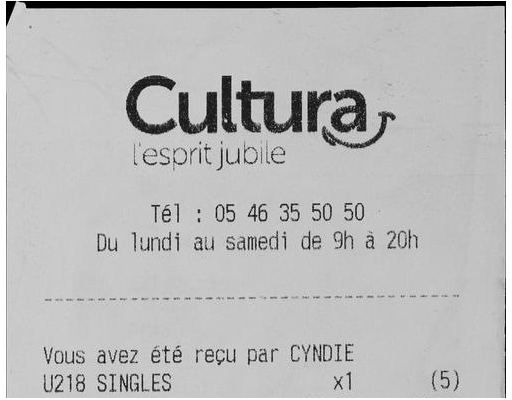 Cultura
l'esprit jubile
Tél : 05 46 35 50 50
Du lundi au samedi de 9h à 20h
Vous avez été reçu par CYNDIE
U218 SINGLES x1 (5)